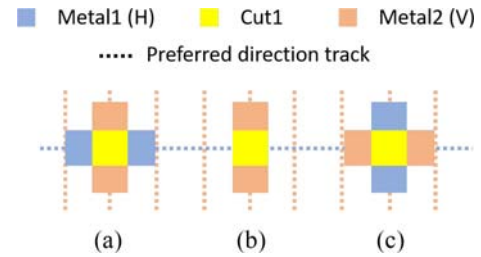 Metal1 (H) Cut1 Metal2 (V)
Preferred direction track
(a) (b) (c)